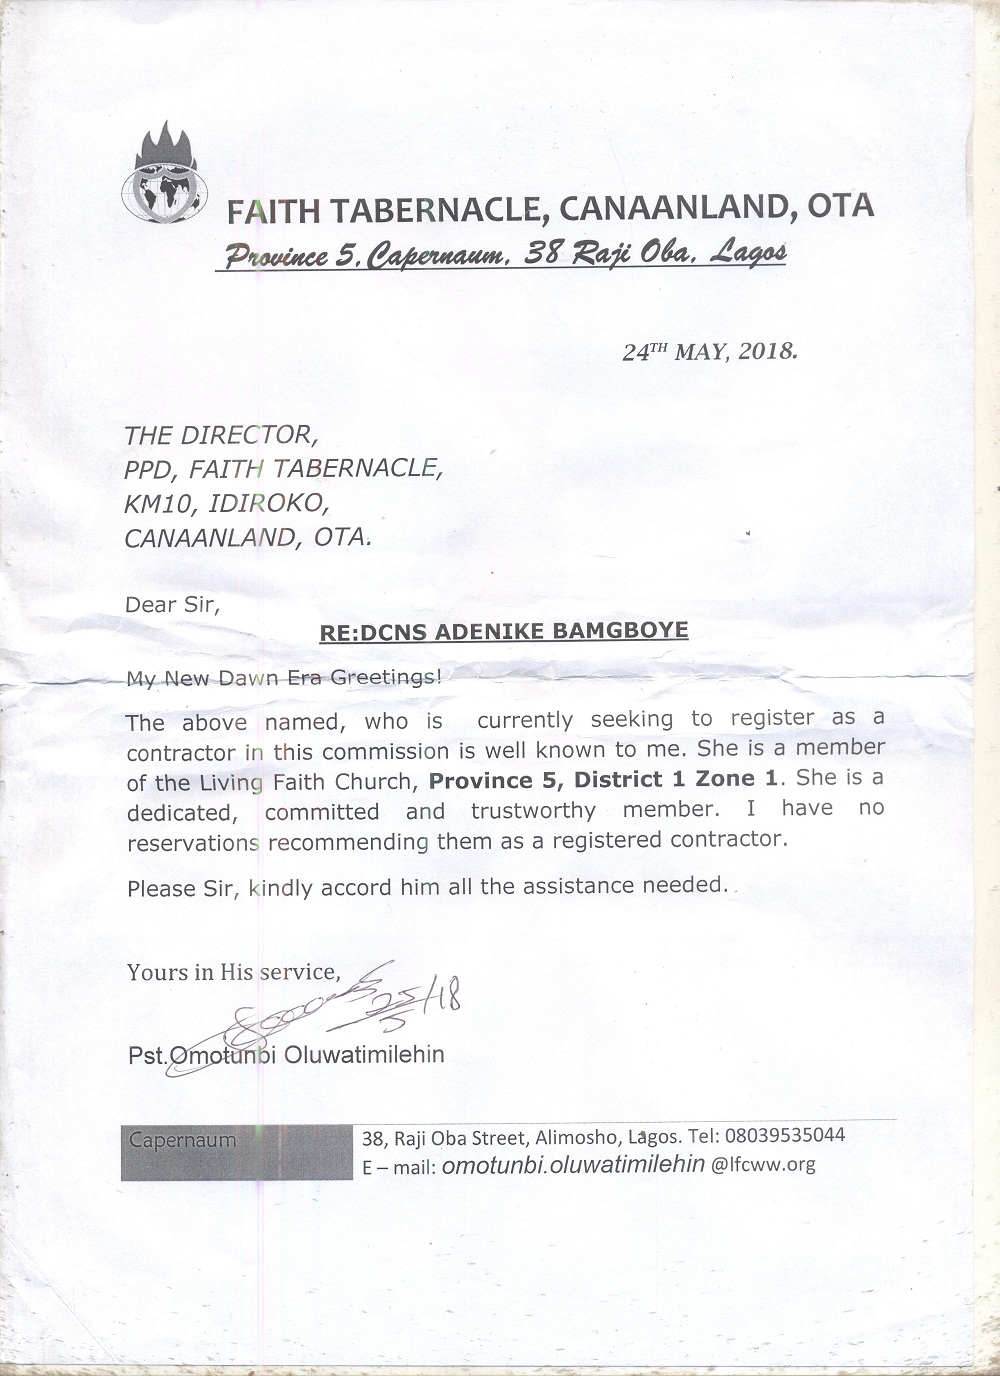 FAITH TABERNACLE, CANAANLAND, OTA
Province 5, Capernaum, 38 Raji Oba, Lagos
24TH MAY, 2018.
THE DIRECTOR,
PPD, FAITH TABERNACLE,
KM10, IDIROKO,
CANAANLAND, OTA.
Dear Sir,
RE:DCNS ADENIKE BAMGBOYE
My New Dawn Era Greetings!
The above named, who is currently seeking to register as a
contractor in this commission is well known to me. She is a member
of the Living Faith Church, Province 5, District 1 Zone 1. She is a
dedicated, committed and trustworthy member. I have no
reservations recommending them as a registered contractor.
Please Sir, kindly accord him all the assistance needed.
Yours in His service,
25/5/18
Pst.Omotunbi Oluwatimilehin
Capernaum
38, Raji Oba Street, Alimosho, Lagos. Tel: 08039535044
E – mail: omotunbi.oluwatimilehin @lfcww.org